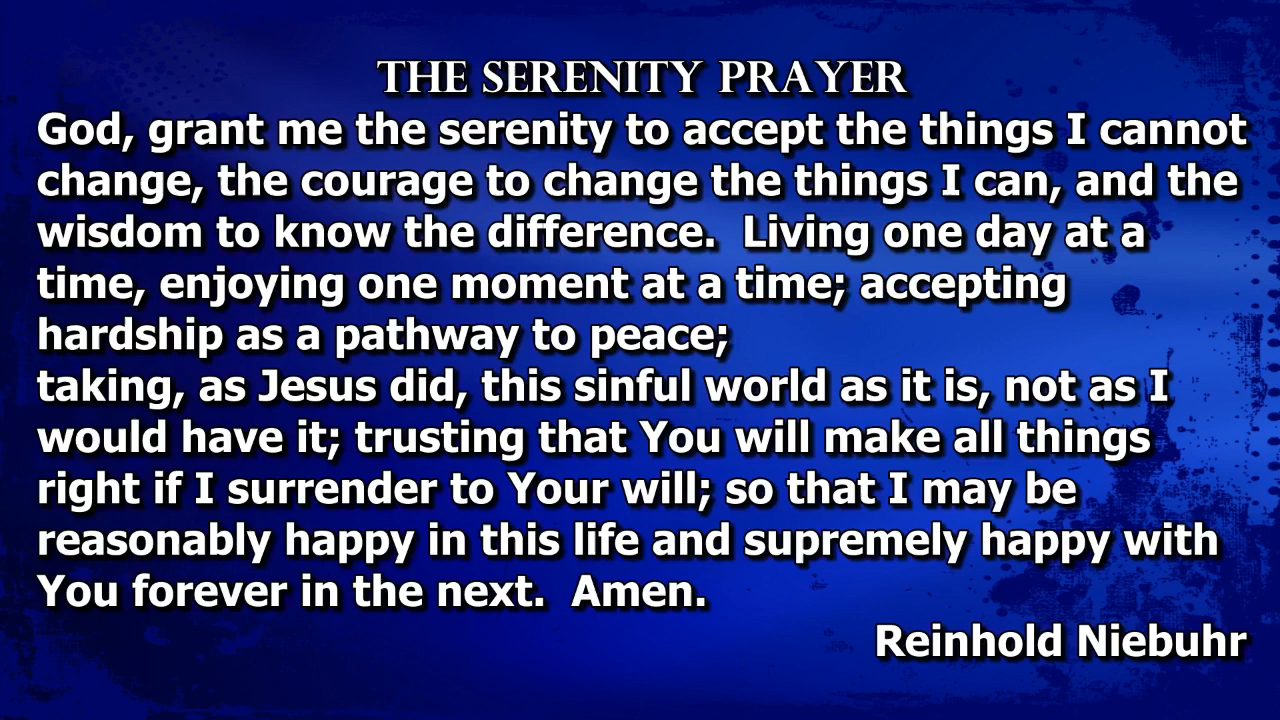 THE SERENITY PRAYER
God, grant me the serenity to accept the things I cannot
change, the courage to change the things I can, and the
wisdom to know the difference.  Living one day at a
time, enjoying one moment at a time; accepting
hardship as a pathway to peace;
taking, as Jesus did, this sinful world as it is, not as I
would have it; trusting that You will make all things
right if I surrender to Your will; so that I may be
reasonably happy in this life and supremely happy with
You forever in the next.  Amen.
Reinhold Niebuhr